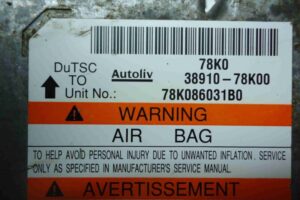 78K0
DuTSC Autoliv 38910-78K00
TO
Unit No.: 78K086031B0
WARNING
AIR BAG
TO HELP AVOID PERSONAL INJURY DUE TO UNWANTED INFLATION. SERVICE
ONLY AS SPECIFIED IN MANUFACTURER'S SERVICE MANUAL.
AVERTISSEMENT